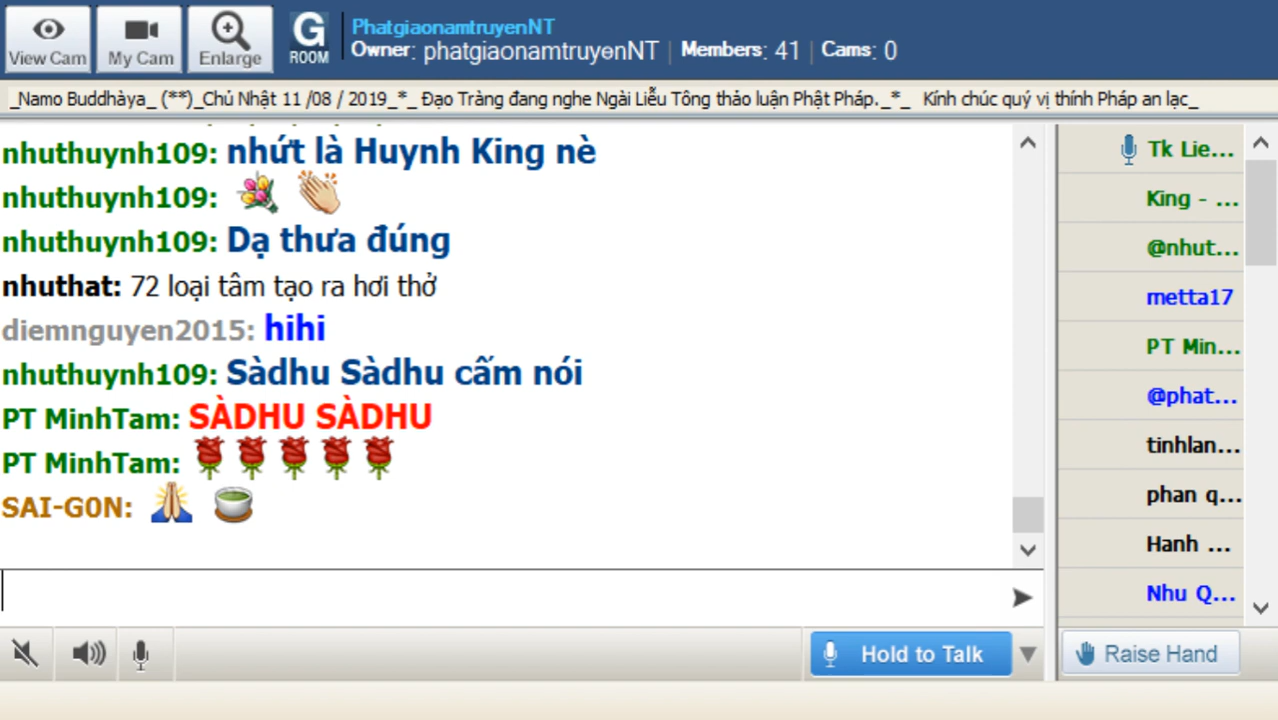 View Cam
My Cam
Enlarge
G
ROOM
PhatgiaonamtruyenNT
Owner: phatgiaonamtruyenNT | Members: 41 | Cams: 0
_Namo Buddhàya_ (**)_Chủ Nhật 11 /08 / 2019_*_ Đạo Tràng đang nghe Ngài Liễu Tông thảo luận Phật Pháp._*_ Kính chúc quý vị thính Pháp an lạc_
nhuthuynh109: nhứt là Huynh King nè
nhuthuynh109:
nhuthuynh109: Dạ thưa đúng
nhuthat: 72 loại tâm tạo ra hơi thở
diemnguyen2015: hihi
nhuthuynh109: Sàdhu Sàdhu cấm nói
PT MinhTam: SÀDHU SÀDHU
PT MinhTam:
SAI-G0N:
Tk Lie...
King - ...
@nhut...
metta17
PT Min...
@phat...
tinhlan...
phan q...
Hanh ...
Nhu Q...
Hold to Talk
Raise Hand